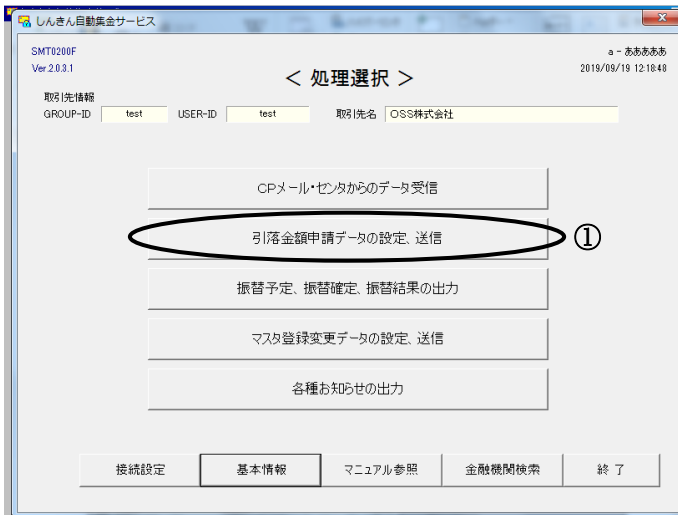 しんきん自動集金サービス
SMT0200F
a - あああああ
Ver.2.0.3.1
2019/09/19 12:18:48
＜ 処理選択 ＞
取引先情報
GROUP-ID test USER-ID test 取引先名 OSS株式会社
CPメール・センタからのデータ受信
引落金額申請データの設定、送信 ①
振替予定、振替確定、振替結果の出力
マスタ登録変更データの設定、送信
各種お知らせの出力
接続設定 基本情報 マニュアル参照 金融機関検索 終 了